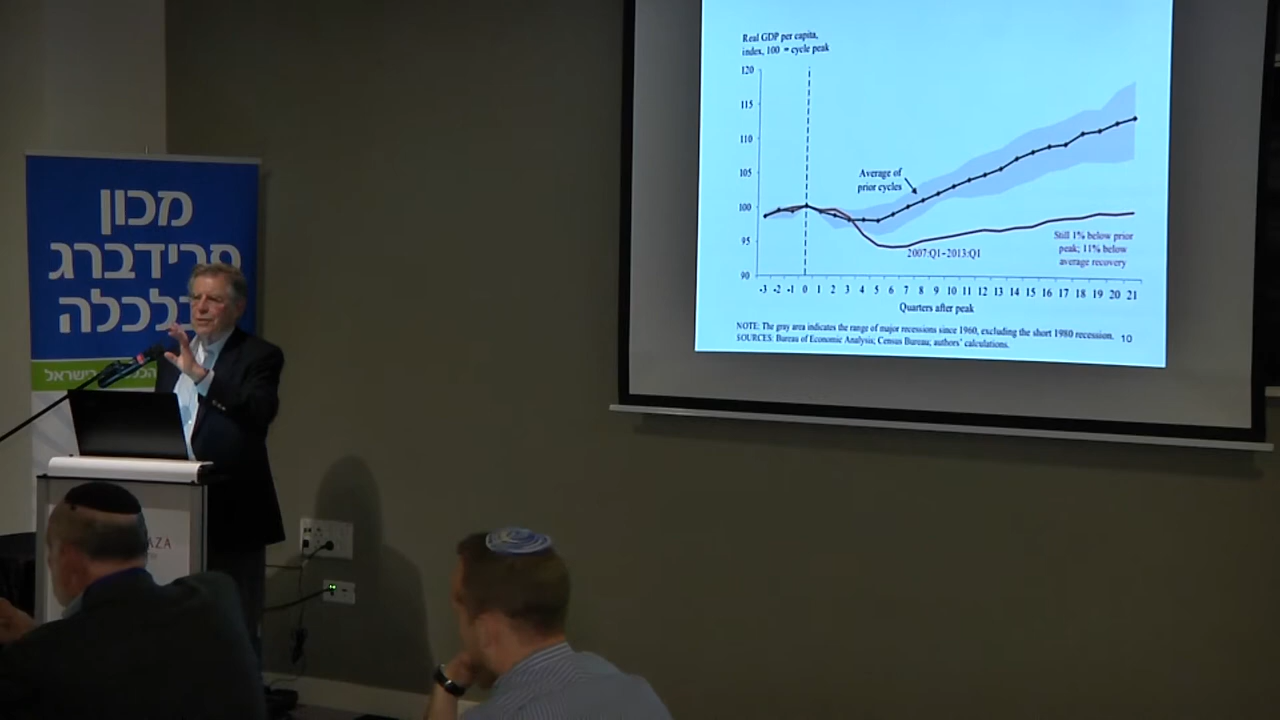 מכון
פרידברג
לכלכלה
בישראל
AZA
Real GDP per capita,
index, 100 = cycle peak
120
115
110
105
100
95
90
Average of
prior cycles
2007:Q1–2013:Q1
Still 1% below prior
peak; 11% below
average recovery
-3 -2 -1 0 1 2 3 4 5 6 7 8 9 10 11 12 13 14 15 16 17 18 19 20 21
Quarters after peak
NOTE: The gray area indicates the range of major recessions since 1960, excluding the short 1980 recession. 10
SOURCES: Bureau of Economic Analysis; Census Bureau; authors' calculations.